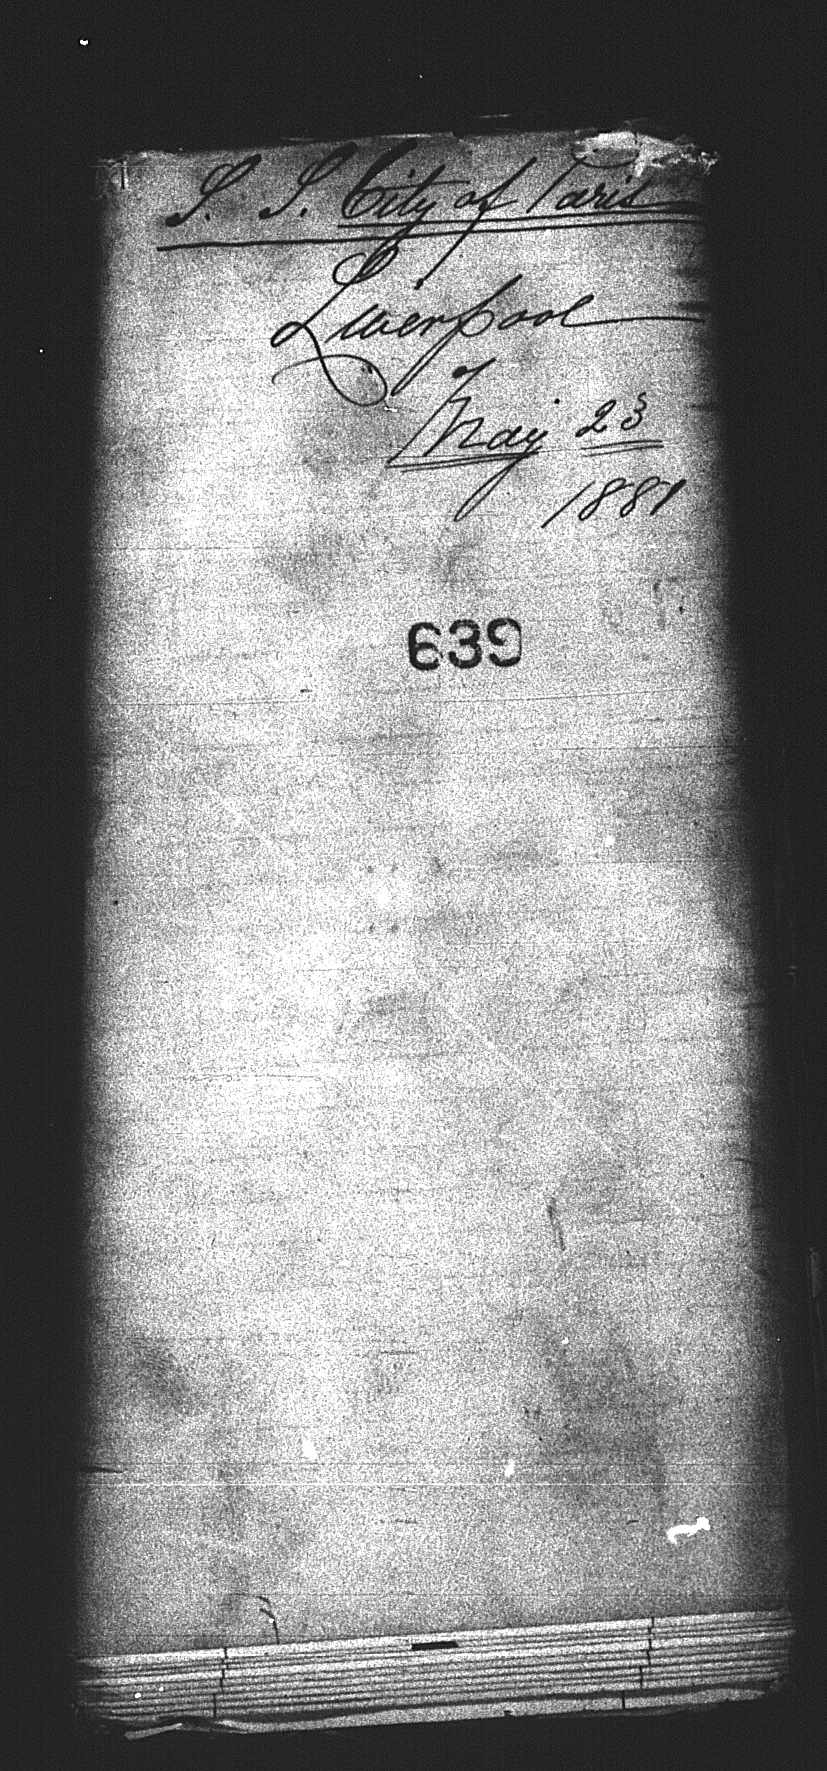 S. S. City of Paris
Liverpool
May 23
1881
639